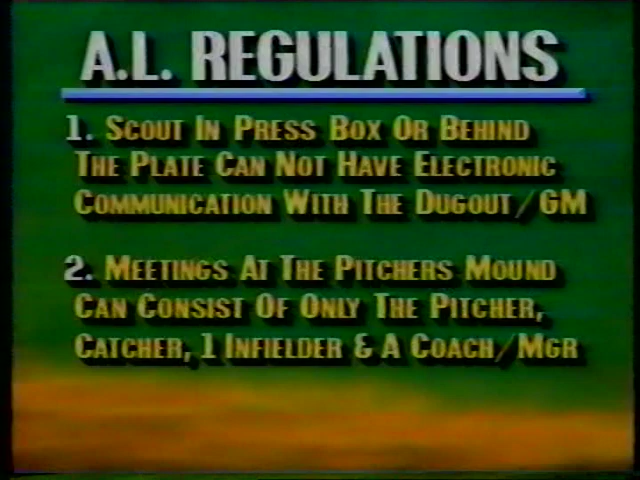 A.L. REGULATIONS
1. SCOUT IN PRESS BOX OR BEHIND
THE PLATE CAN NOT HAVE ELECTRONIC
COMMUNICATION WITH THE DUGOUT/GM
2. MEETINGS AT THE PITCHERS MOUND
CAN CONSIST OF ONLY THE PITCHER,
CATCHER, 1 INFIELDER & A COACH/MGR